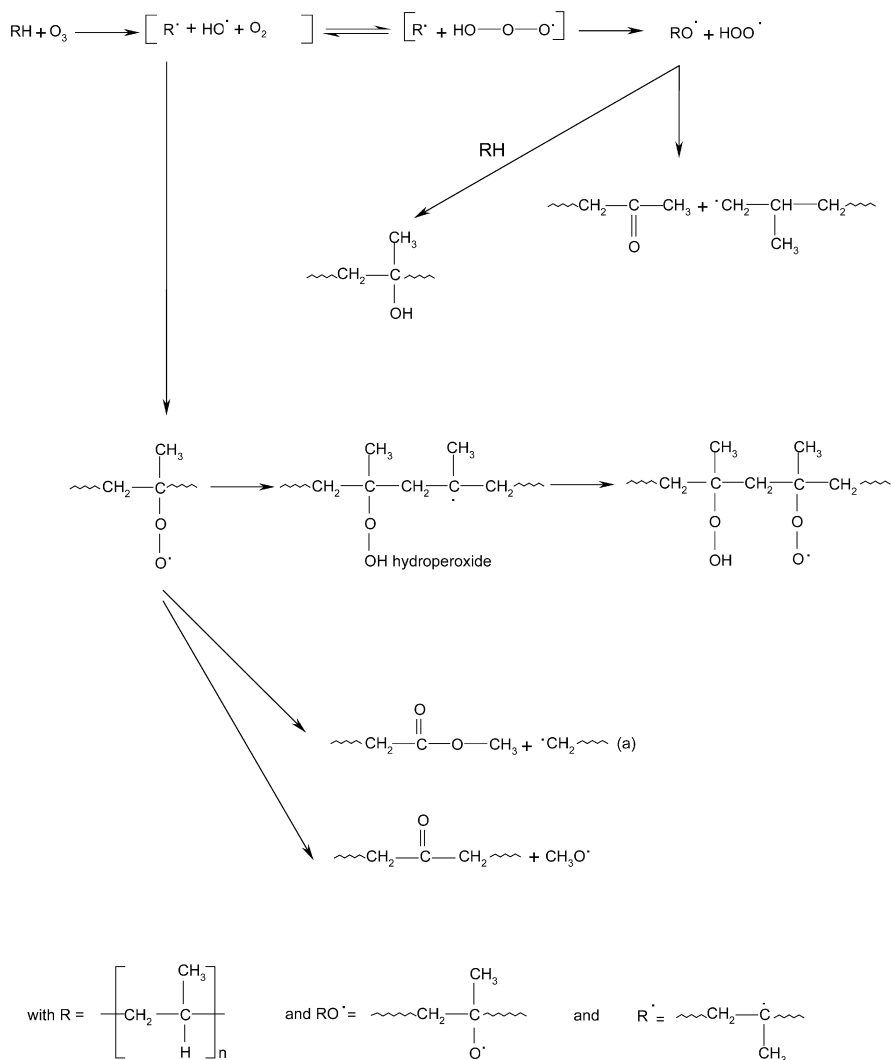 RH + O3 [ R• + HO• + O2 ] [ R• + HO—O—O• ] RO• + HOO•
RH
CH2—C—CH3 + •CH2—CH—CH2
O
CH3
CH3
CH2—C
OH
CH3
CH3
CH3
CH3
CH3
CH2—C
CH2—C—CH2—C—CH2
CH2—C—CH2—C—CH2
O
O
O
O
O•
OH hydroperoxide
OH
O•
O
CH2—C—O—CH3 + •CH2 (a)
O
CH2—C—CH2 + CH3O•
CH3
CH3
with R = CH2—C n
H
and RO• = CH2—C
O•
and R• = CH2—C•
CH3